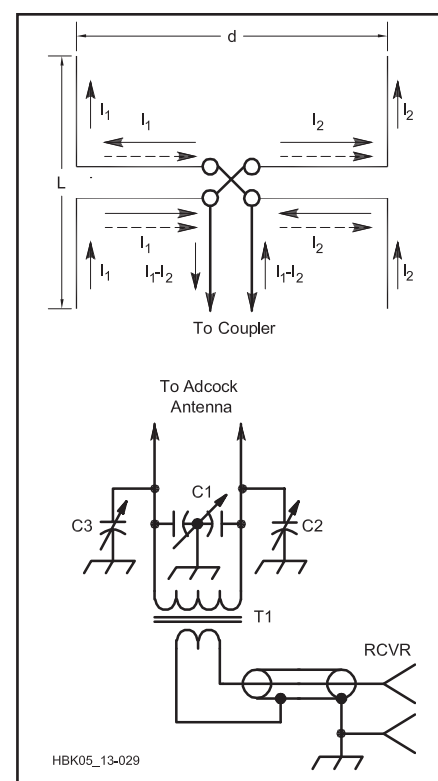 d
I₁ I₁ I₂ I₂
L
I₁ I₁ I₁-I₂ I₁-I₂ I₂ I₂
To Coupler
To Adcock
Antenna
C1
C3 C2
T1
RCVR
HBK05_13-029